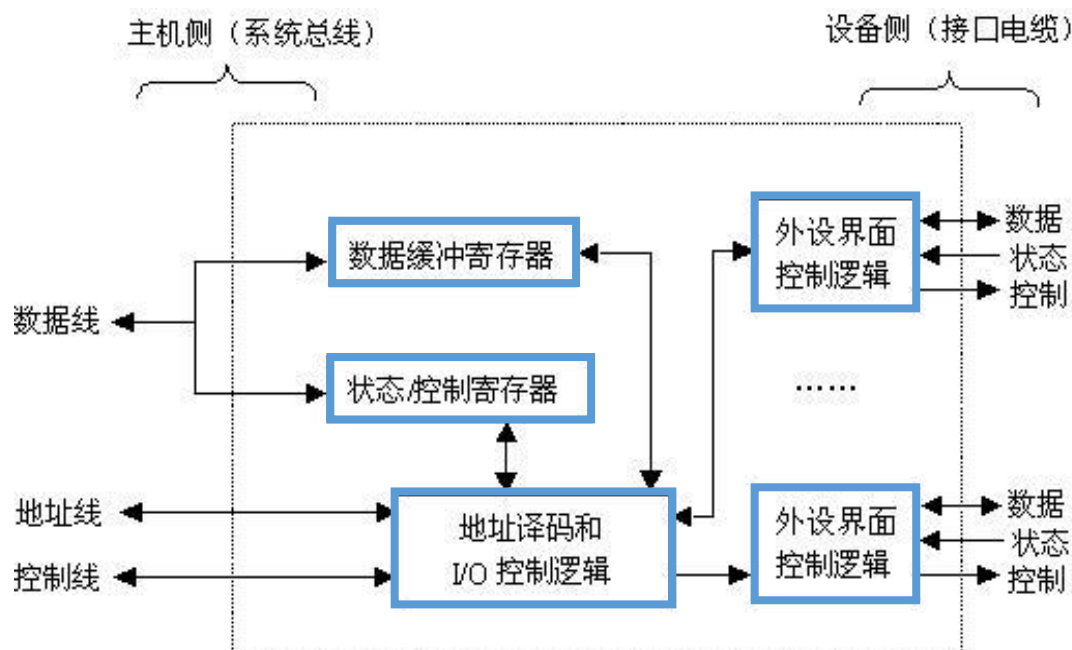 主机侧（系统总线）
设备侧（接口电缆）
数据缓冲寄存器
外设界面
控制逻辑
数据
状态
控制
数据线
状态/控制寄存器
……
地址线
控制线
地址译码和
I/O 控制逻辑
外设界面
控制逻辑
数据
状态
控制